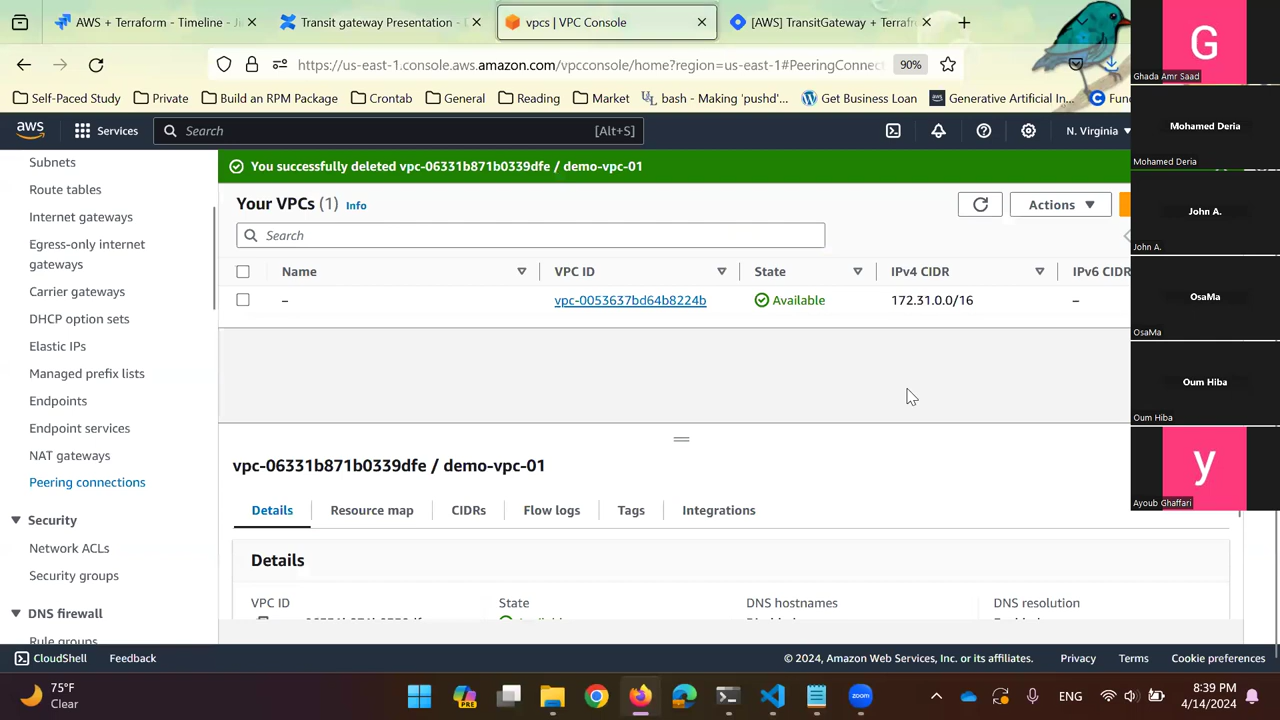 AWS + Terraform - Timeline - J
Transit gateway Presentation -
vpcs | VPC Console
[AWS] TransitGateway + Terrafr
https://us-east-1.console.aws.amazon.com/vpcconsole/home?region=us-east-1#PeeringConnect
90%
Self-Paced Study
Private
Build an RPM Package
Crontab
General
Reading
Market
bash - Making 'pushd'...
Get Business Loan
Generative Artificial In...
Fun
aws
Services
Search
[Alt+S]
N. Virginia
Subnets
Route tables
Internet gateways
Egress-only internet
gateways
Carrier gateways
DHCP option sets
Elastic IPs
Managed prefix lists
Endpoints
Endpoint services
NAT gateways
Peering connections
Security
Network ACLs
Security groups
DNS firewall
Rule groups
You successfully deleted vpc-06331b871b0339dfe / demo-vpc-01
Your VPCs (1) Info
Actions
Search
Name
VPC ID
State
IPv4 CIDR
IPv6 CIDR
–
vpc-0053637bd64b8224b
Available
172.31.0.0/16
–
vpc-06331b871b0339dfe / demo-vpc-01
Details
Resource map
CIDRs
Flow logs
Tags
Integrations
Details
VPC ID
State
DNS hostnames
DNS resolution
G
Ghada Amr Saad
Mohamed Deria
Mohamed Deria
John A.
John A.
OsaMa
OsaMa
Oum Hiba
Oum Hiba
y
Ayoub Ghaffari
CloudShell
Feedback
© 2024, Amazon Web Services, Inc. or its affiliates.
Privacy
Terms
Cookie preferences
75°F
Clear
PRE
zoom
ENG
8:39 PM
4/14/2024